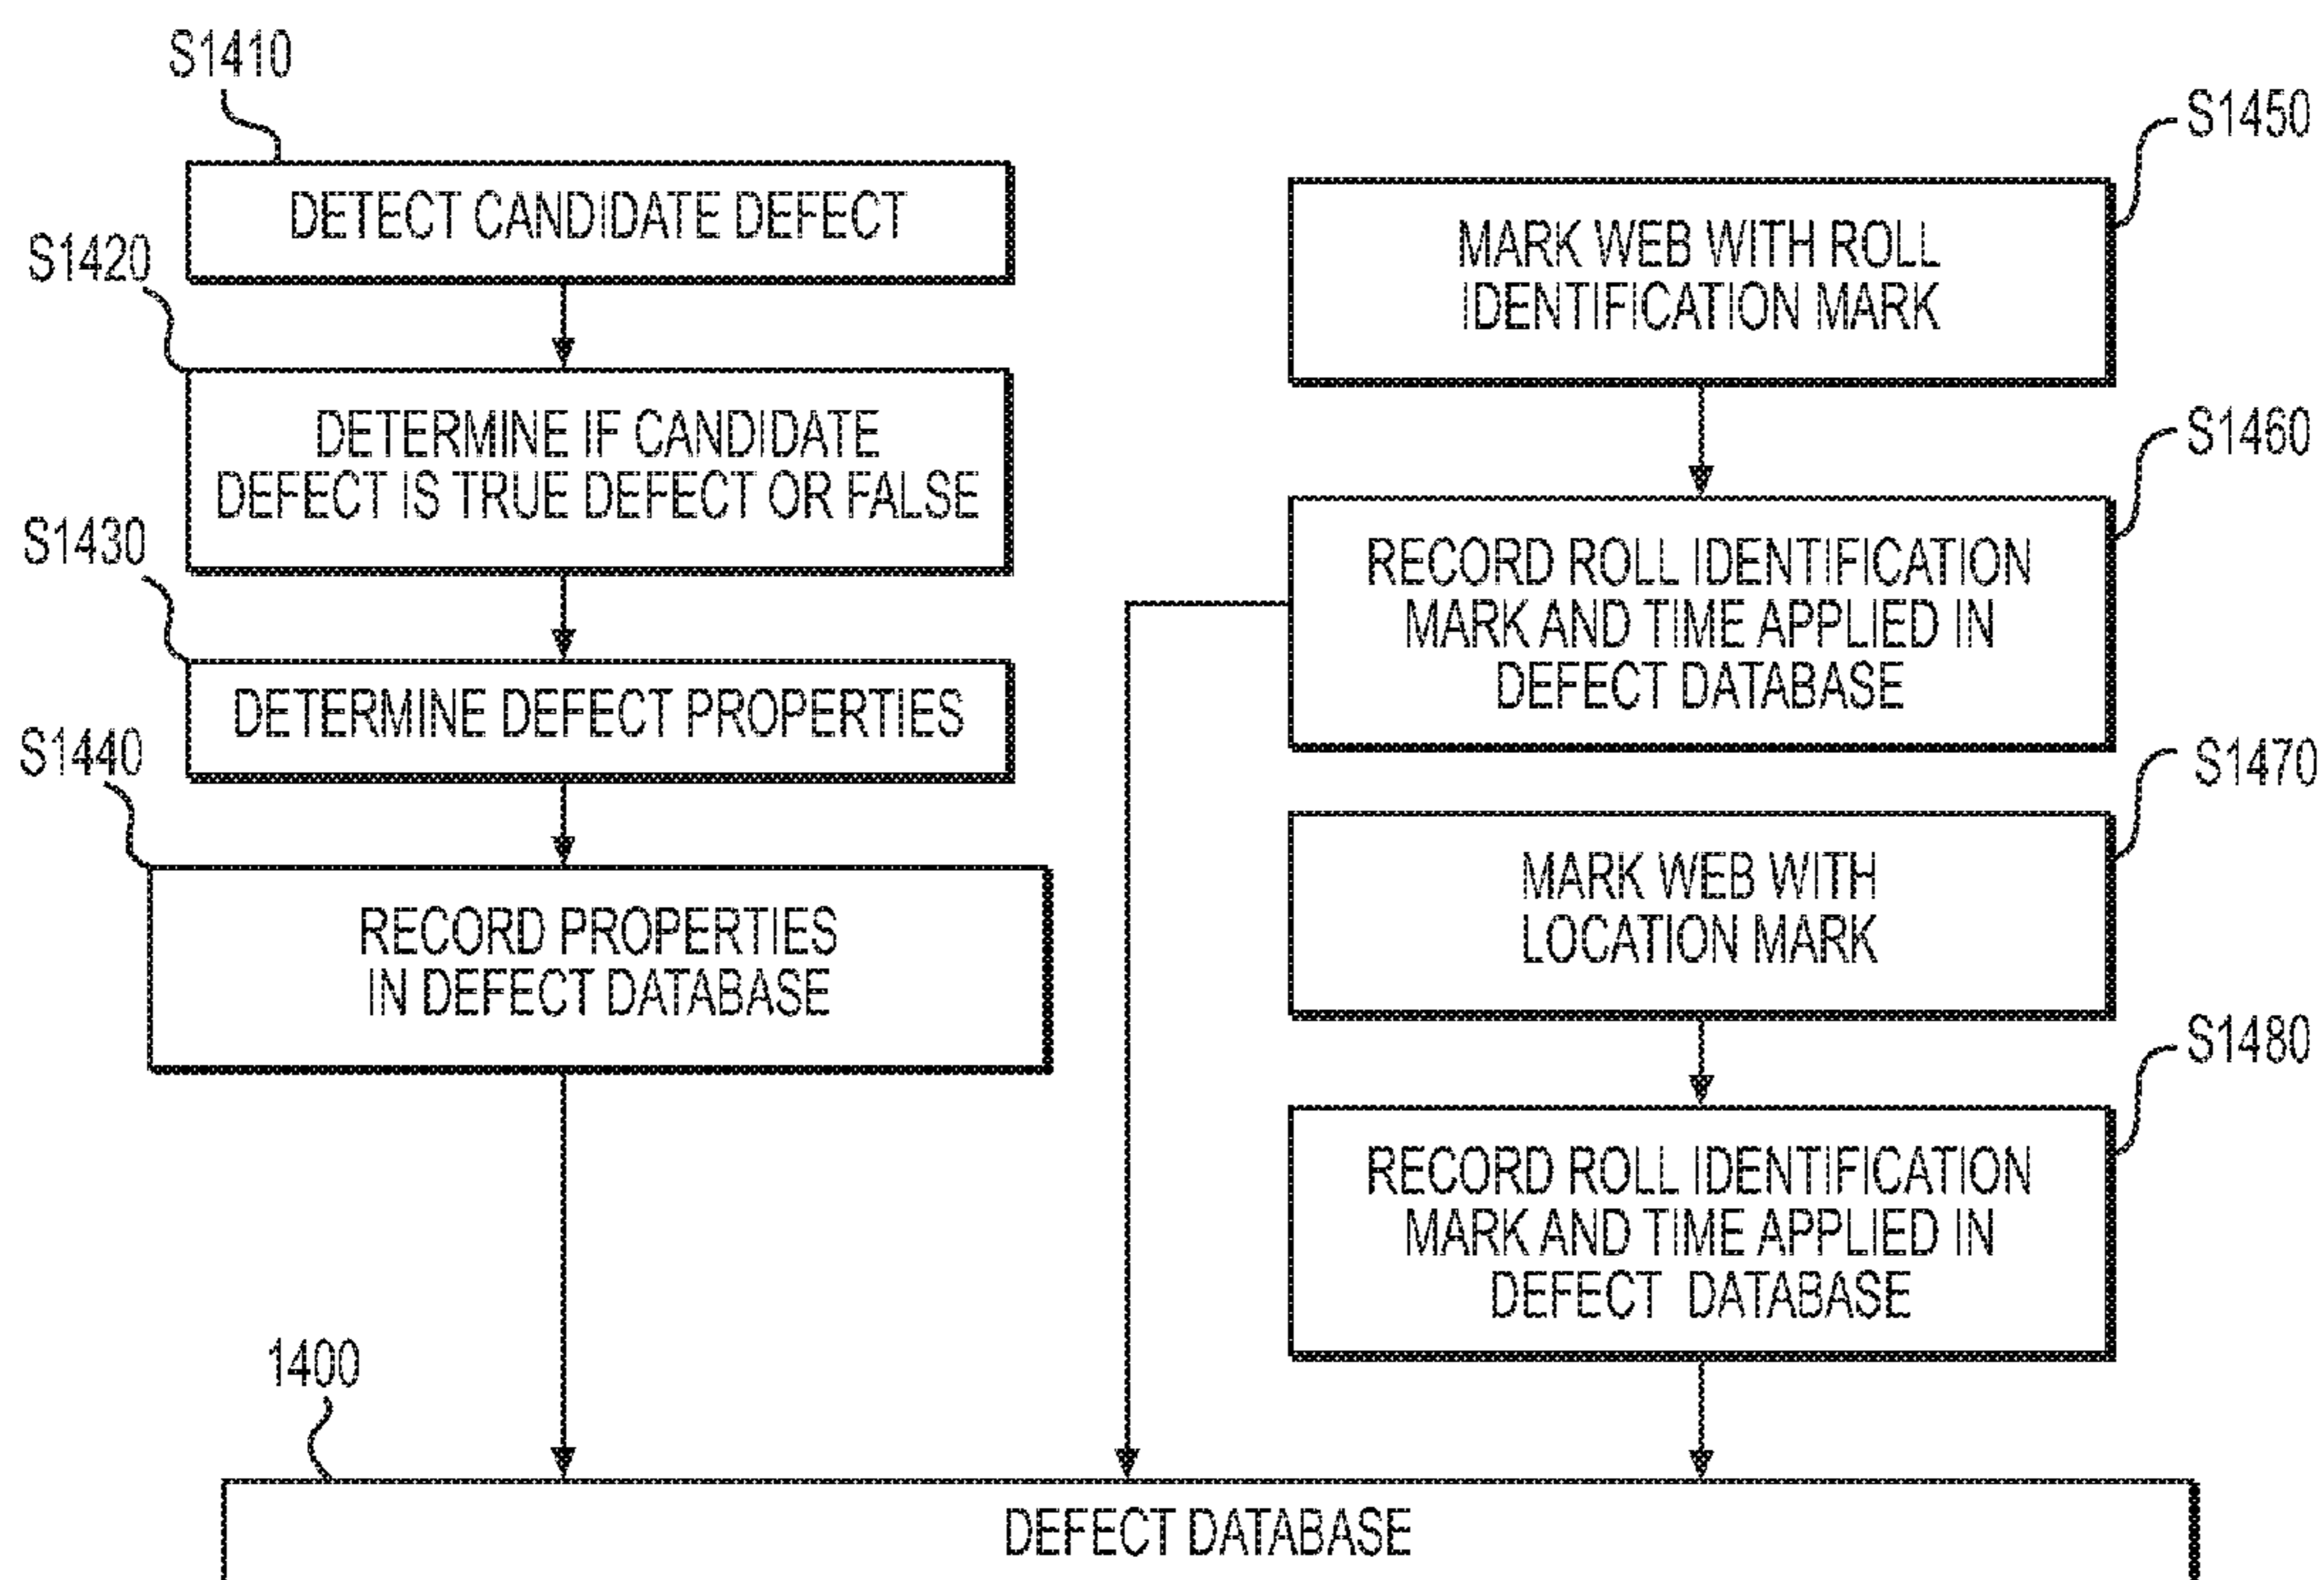 S1410
DETECT CANDIDATE DEFECT
S1420
DETERMINE IF CANDIDATE
DEFECT IS TRUE DEFECT OR FALSE
S1430
DETERMINE DEFECT PROPERTIES
S1440
RECORD PROPERTIES
IN DEFECT DATABASE
S1450
MARK WEB WITH ROLL
IDENTIFICATION MARK
S1460
RECORD ROLL IDENTIFICATION
MARK AND TIME APPLIED IN
DEFECT DATABASE
S1470
MARK WEB WITH
LOCATION MARK
S1480
RECORD ROLL IDENTIFICATION
MARK AND TIME APPLIED IN
DEFECT DATABASE
1400
DEFECT DATABASE